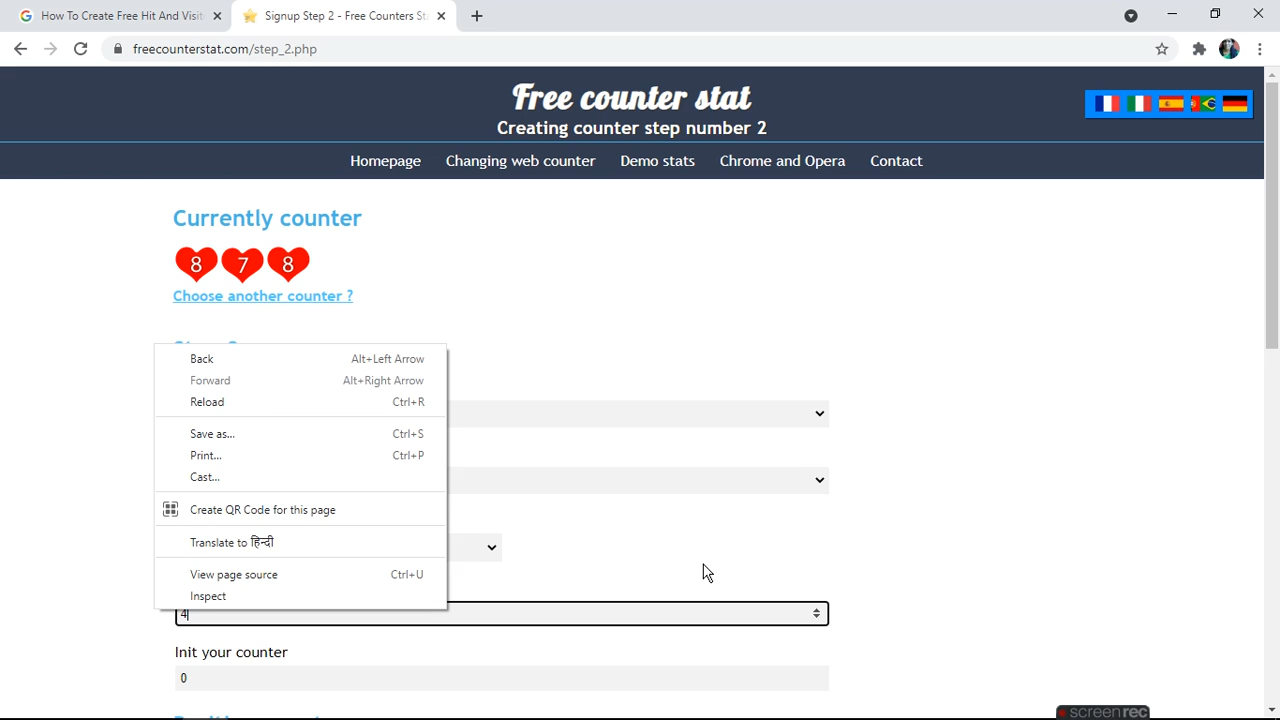 How To Create Free Hit And Visit
Signup Step 2 - Free Counters St
freecounterstat.com/step_2.php
Free counter stat
Creating counter step number 2
Homepage Changing web counter Demo stats Chrome and Opera Contact
Currently counter
8 7 8
Choose another counter ?
Back Alt+Left Arrow
Forward Alt+Right Arrow
Reload Ctrl+R
Save as... Ctrl+S
Print... Ctrl+P
Cast...
Create QR Code for this page
Translate to हिन्दी
View page source Ctrl+U
Inspect
4
Init your counter
0
screenrec